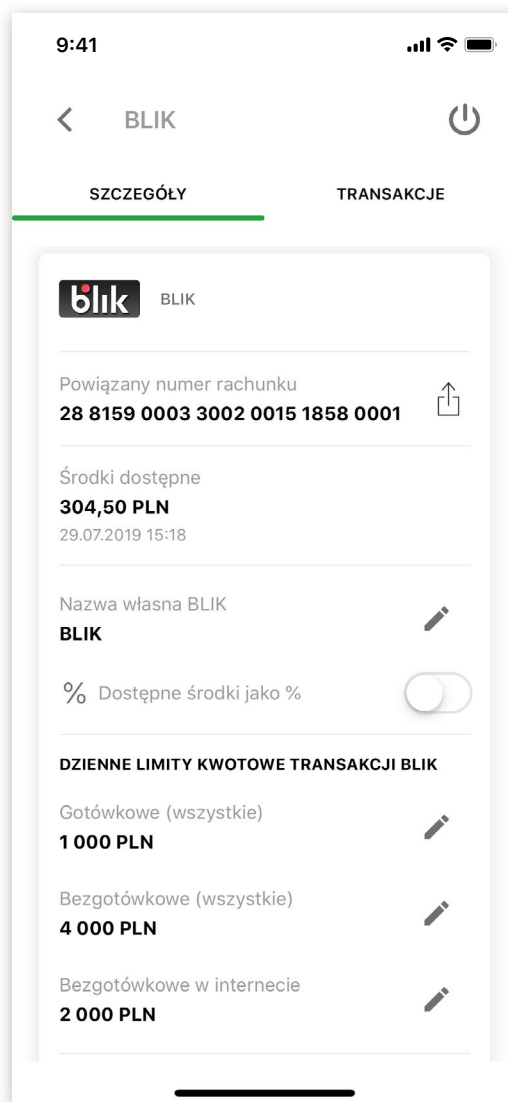 9:41
BLIK
SZCZEGÓŁY TRANSAKCJE
blik BLIK
Powiązany numer rachunku
28 8159 0003 3002 0015 1858 0001
Środki dostępne
304,50 PLN
29.07.2019 15:18
Nazwa własna BLIK
BLIK
% Dostępne środki jako %
DZIENNE LIMITY KWOTOWE TRANSAKCJI BLIK
Gotówkowe (wszystkie)
1 000 PLN
Bezgotówkowe (wszystkie)
4 000 PLN
Bezgotówkowe w internecie
2 000 PLN